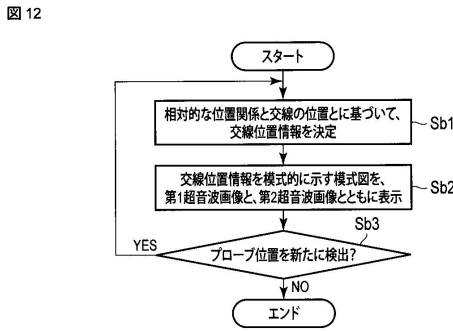 図 12
スタート
相対的な位置関係と交線の位置とに基づいて、
交線位置情報を決定
Sb1
交線位置情報を模式的に示す模式図を、
第1超音波画像と、第2超音波画像とともに表示
Sb2
Sb3
プローブ位置を新たに検出?
YES
NO
エンド